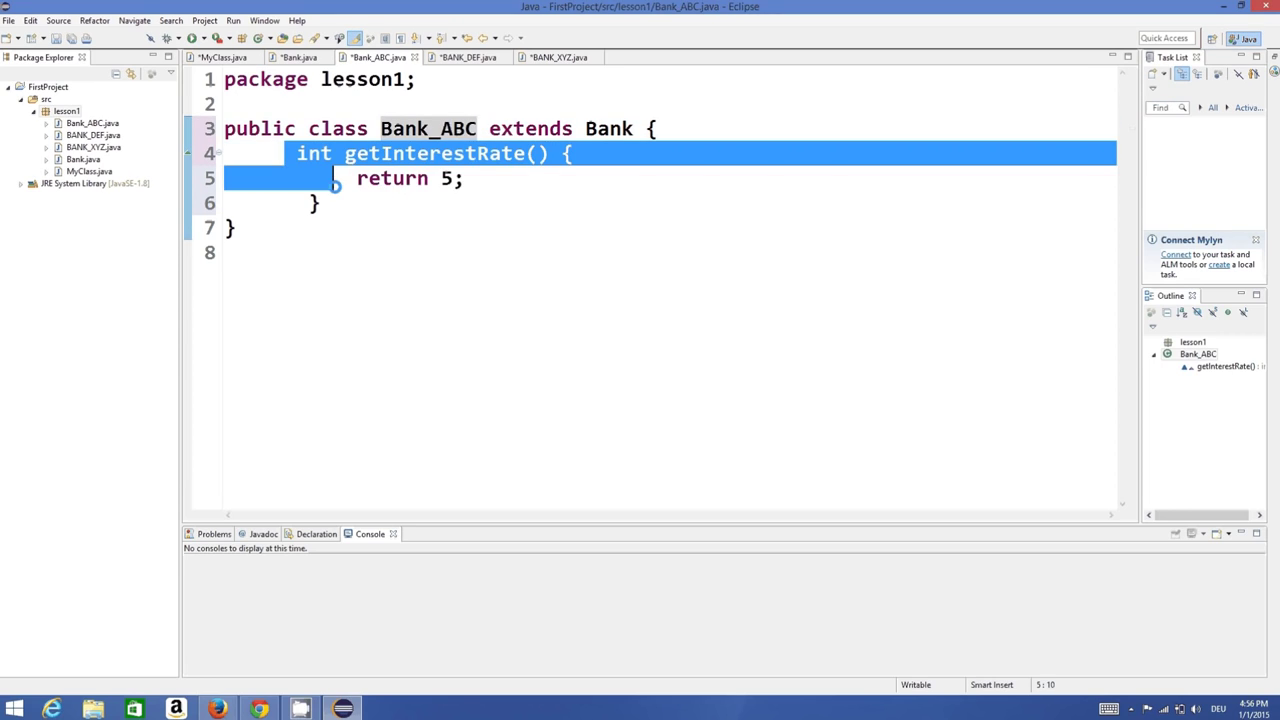 Java - FirstProject/src/lesson1/Bank_ABC.java - Eclipse
File Edit Source Refactor Navigate Search Project Run Window Help
Quick Access
Java
Package Explorer
*MyClass.java
*Bank.java
*Bank_ABC.java
*BANK_DEF.java
*BANK_XYZ.java
Task List
FirstProject
src
lesson1
Bank_ABC.java
BANK_DEF.java
BANK_XYZ.java
Bank.java
MyClass.java
JRE System Library [JavaSE-1.8]
1 package lesson1;
2
3 public class Bank_ABC extends Bank {
4 int getInterestRate() {
5 return 5;
6 }
7 }
8
Find
All
Activa...
Connect Mylyn
Connect to your task and
ALM tools or create a local
task.
Outline
lesson1
Bank_ABC
getInterestRate() : i
Problems
Javadoc
Declaration
Console
No consoles to display at this time.
Writable
Smart Insert
5 : 10
DEU
4:56 PM
1/1/2015